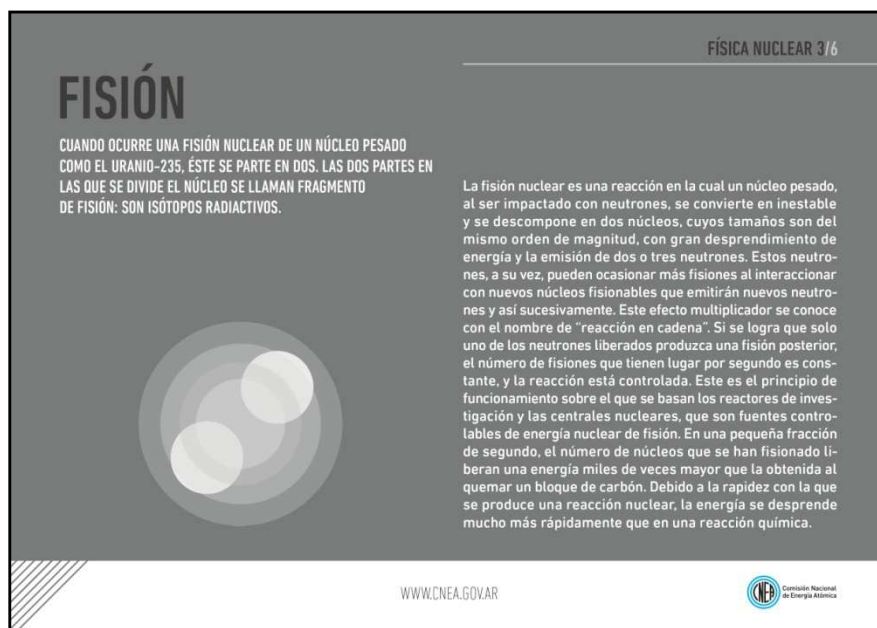 FÍSICA NUCLEAR 3/6
FISIÓN
CUANDO OCURRE UNA FISIÓN NUCLEAR DE UN NÚCLEO PESADO
COMO EL URANIO-235, ÉSTE SE PARTE EN DOS. LAS DOS PARTES EN
LAS QUE SE DIVIDE EL NÚCLEO SE LLAMAN FRAGMENTO
DE FISIÓN: SON ISÓTOPOS RADIACTIVOS.
La fisión nuclear es una reacción en la cual un núcleo pesado,
al ser impactado con neutrones, se convierte en inestable
y se descompone en dos núcleos, cuyos tamaños son del
mismo orden de magnitud, con gran desprendimiento de
energía y la emisión de dos o tres neutrones. Estos neutro-
nes, a su vez, pueden ocasionar más fisiones al interaccionar
con nuevos núcleos fisionables que emitirán nuevos neutro-
nes y así sucesivamente. Este efecto multiplicador se conoce
con el nombre de “reacción en cadena”. Si se logra que solo
uno de los neutrones liberados produzca una fisión posterior,
el número de fisiones que tienen lugar por segundo es cons-
tante, y la reacción está controlada. Este es el principio de
funcionamiento sobre el que se basan los reactores de inves-
tigación y las centrales nucleares, que son fuentes contro-
lables de energía nuclear de fisión. En una pequeña fracción
de segundo, el número de núcleos que se han fisionado li-
beran una energía miles de veces mayor que la obtenida al
quemar un bloque de carbón. Debido a la rapidez con la que
se produce una reacción nuclear, la energía se desprende
mucho más rápidamente que en una reacción química.
WWW.CNEA.GOV.AR
CNEA
Comisión Nacional
de Energía Atómica